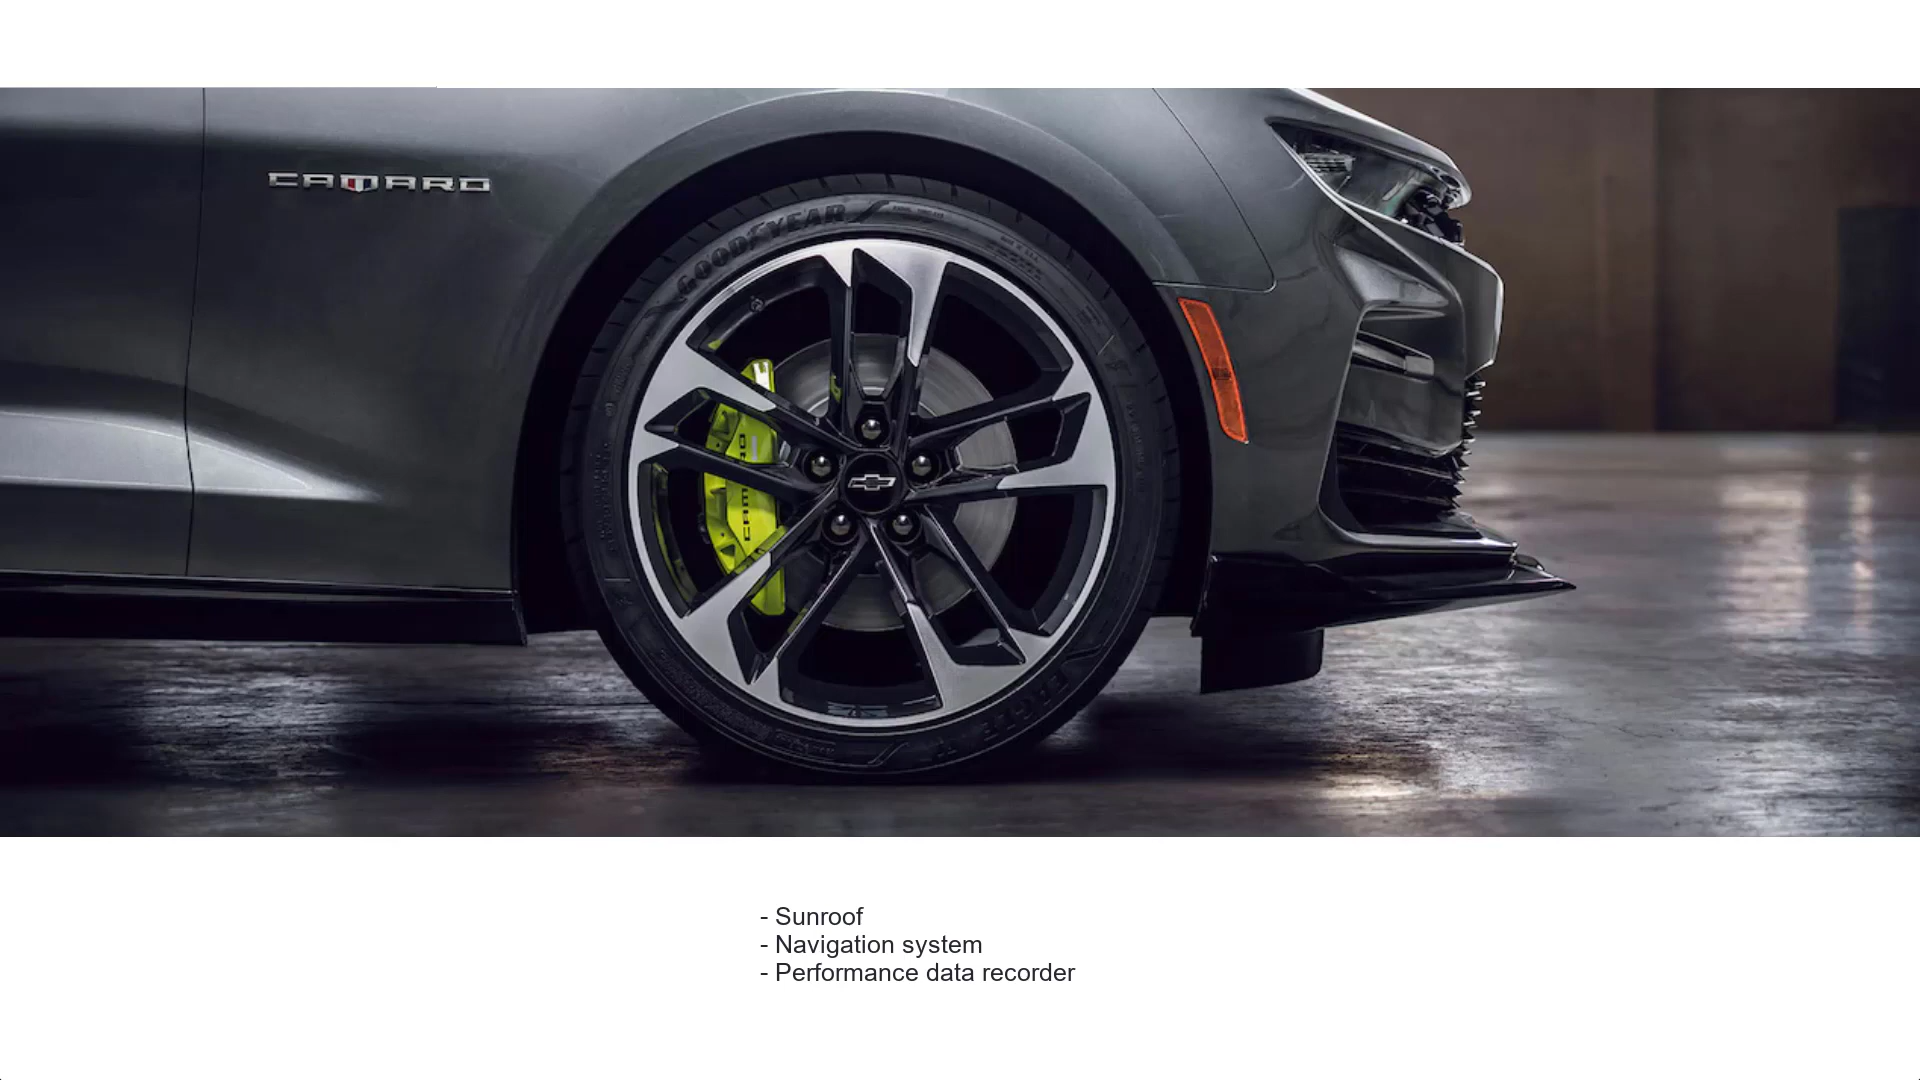 CAMARO
GOODYEAR
CAMARO
- Sunroof
- Navigation system
- Performance data recorder